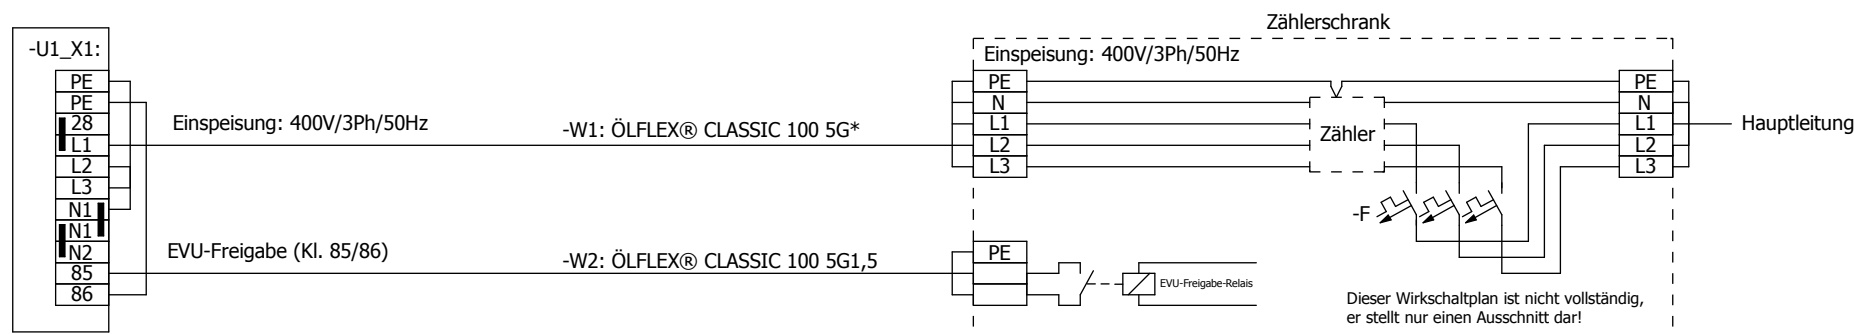 Zählerschrank
-U1_X1:
PE
PE
28
L1
L2
L3
N1
N1
N2
85
86
Einspeisung: 400V/3Ph/50Hz
-W1: ÖLFLEX® CLASSIC 100 5G*
EVU-Freigabe (Kl. 85/86)
-W2: ÖLFLEX® CLASSIC 100 5G1,5
Einspeisung: 400V/3Ph/50Hz
PE
N
L1
L2
L3
Zähler
-F
PE
N
L1
L2
L3
Hauptleitung
PE
EVU-Freigabe-Relais
Dieser Wirkschaltplan ist nicht vollständig,
er stellt nur einen Ausschnitt dar!